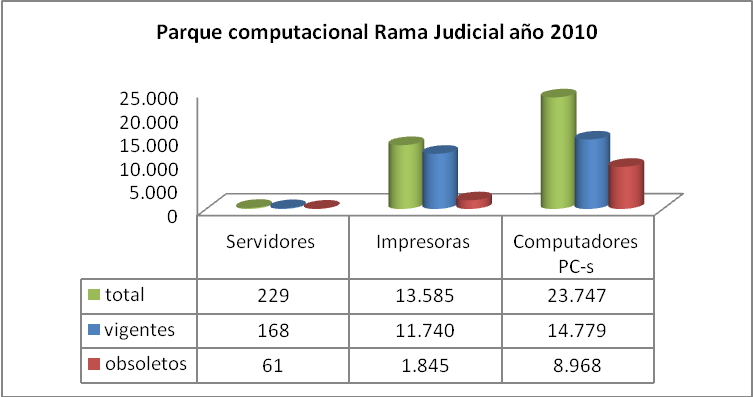 Parque computacional Rama Judicial año 2010
25.000
20.000
15.000
10.000
5.000
0
Servidores Impresoras Computadores
PC-s
total 229 13.585 23.747
vigentes 168 11.740 14.779
obsoletos 61 1.845 8.968